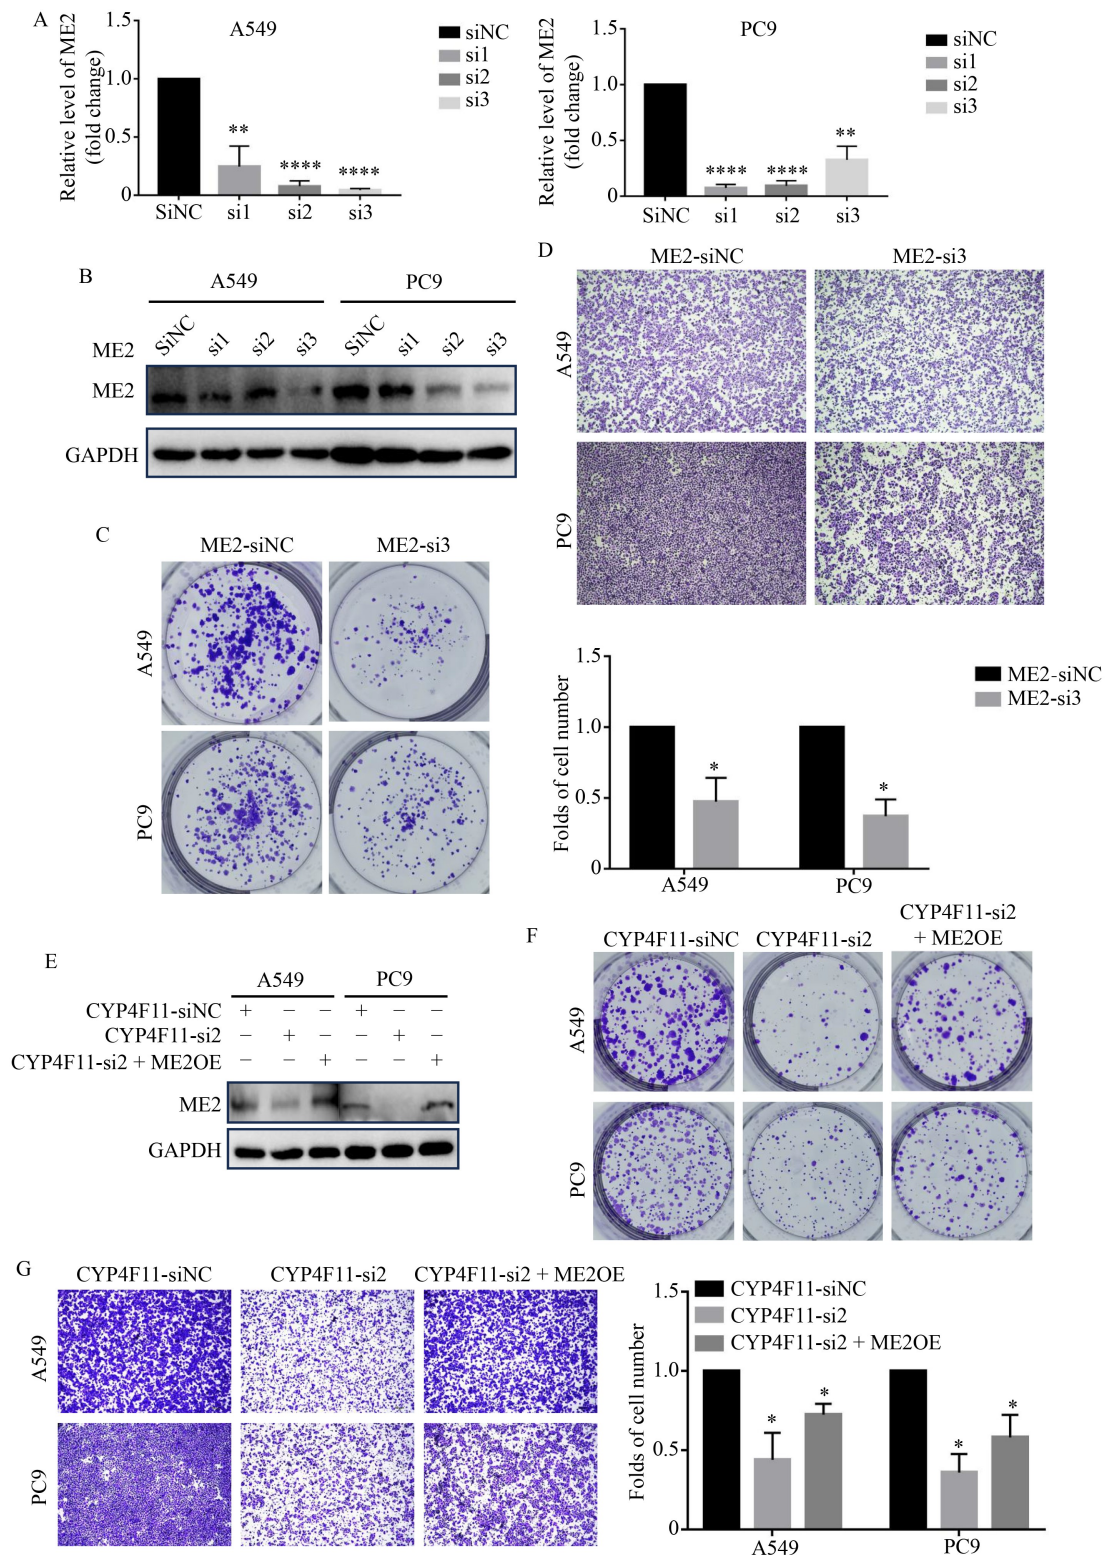 A
A549
Relative level of ME2
(fold change)
1.5
1.0
0.5
0
**
****
****
SiNC
si1
si2
si3
siNC
si1
si2
si3
PC9
Relative level of ME2
(fold change)
1.5
1.0
0.5
0
****
****
**
SiNC
si1
si2
si3
siNC
si1
si2
si3
B
A549
PC9
ME2
SiNC
si1
si2
si3
SiNC
si1
si2
si3
ME2
GAPDH
C
ME2-siNC
ME2-si3
A549
PC9
D
ME2-siNC
ME2-si3
A549
PC9
Folds of cell number
1.5
1.0
0.5
0
*
*
A549
PC9
ME2-siNC
ME2-si3
E
A549
PC9
CYP4F11-siNC + − − + − −
CYP4F11-si2 − + − − + −
CYP4F11-si2 + ME2OE − − + − − +
ME2
GAPDH
F
CYP4F11-siNC
CYP4F11-si2
CYP4F11-si2
+ ME2OE
A549
PC9
G
CYP4F11-siNC
CYP4F11-si2
CYP4F11-si2 + ME2OE
A549
PC9
Folds of cell number
1.5
1.0
0.5
0
CYP4F11-siNC
CYP4F11-si2
CYP4F11-si2 + ME2OE
*
*
*
*
A549
PC9